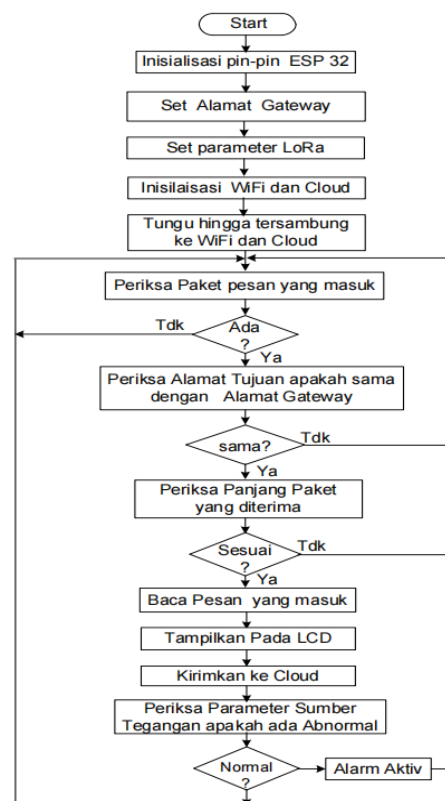 Start
Inisialisasi pin-pin ESP 32
Set Alamat Gateway
Set parameter LoRa
Inisilaisasi WiFi dan Cloud
Tungu hingga tersambung
ke WiFi dan Cloud
Periksa Paket pesan yang masuk
Tdk
Ada
?
Ya
Periksa Alamat Tujuan apakah sama
dengan Alamat Gateway
sama?
Tdk
Ya
Periksa Panjang Paket
yang diterima
Sesuai
?
Tdk
Ya
Baca Pesan yang masuk
Tampilkan Pada LCD
Kirimkan ke Cloud
Periksa Parameter Sumber
Tegangan apakah ada Abnormal
Normal
?
Alarm Aktiv